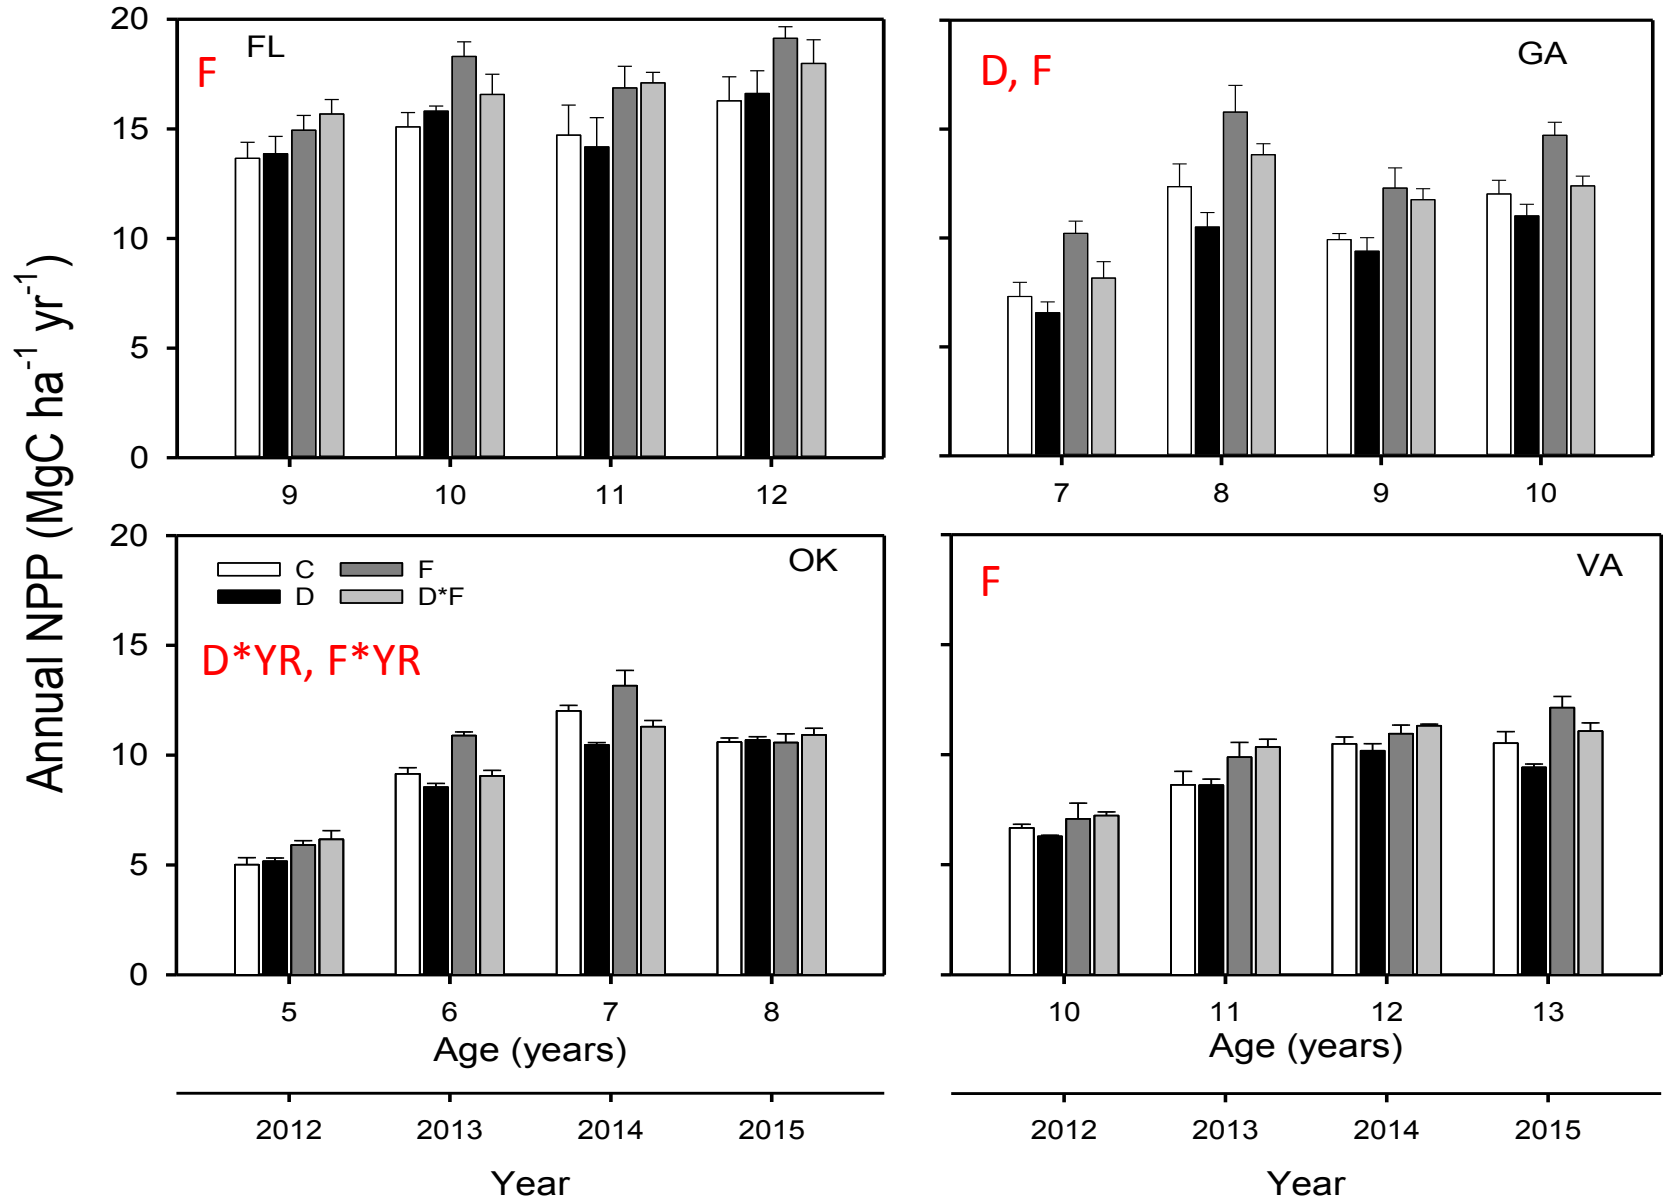 Annual NPP (MgC ha⁻¹ yr⁻¹)
20
15
10
5
0
FL
F
9 10 11 12
GA
D, F
7 8 9 10
20
15
10
5
0
OK
C F
D D*F
D*YR, F*YR
5 6 7 8
Age (years)
2012 2013 2014 2015
Year
VA
F
10 11 12 13
Age (years)
2012 2013 2014 2015
Year